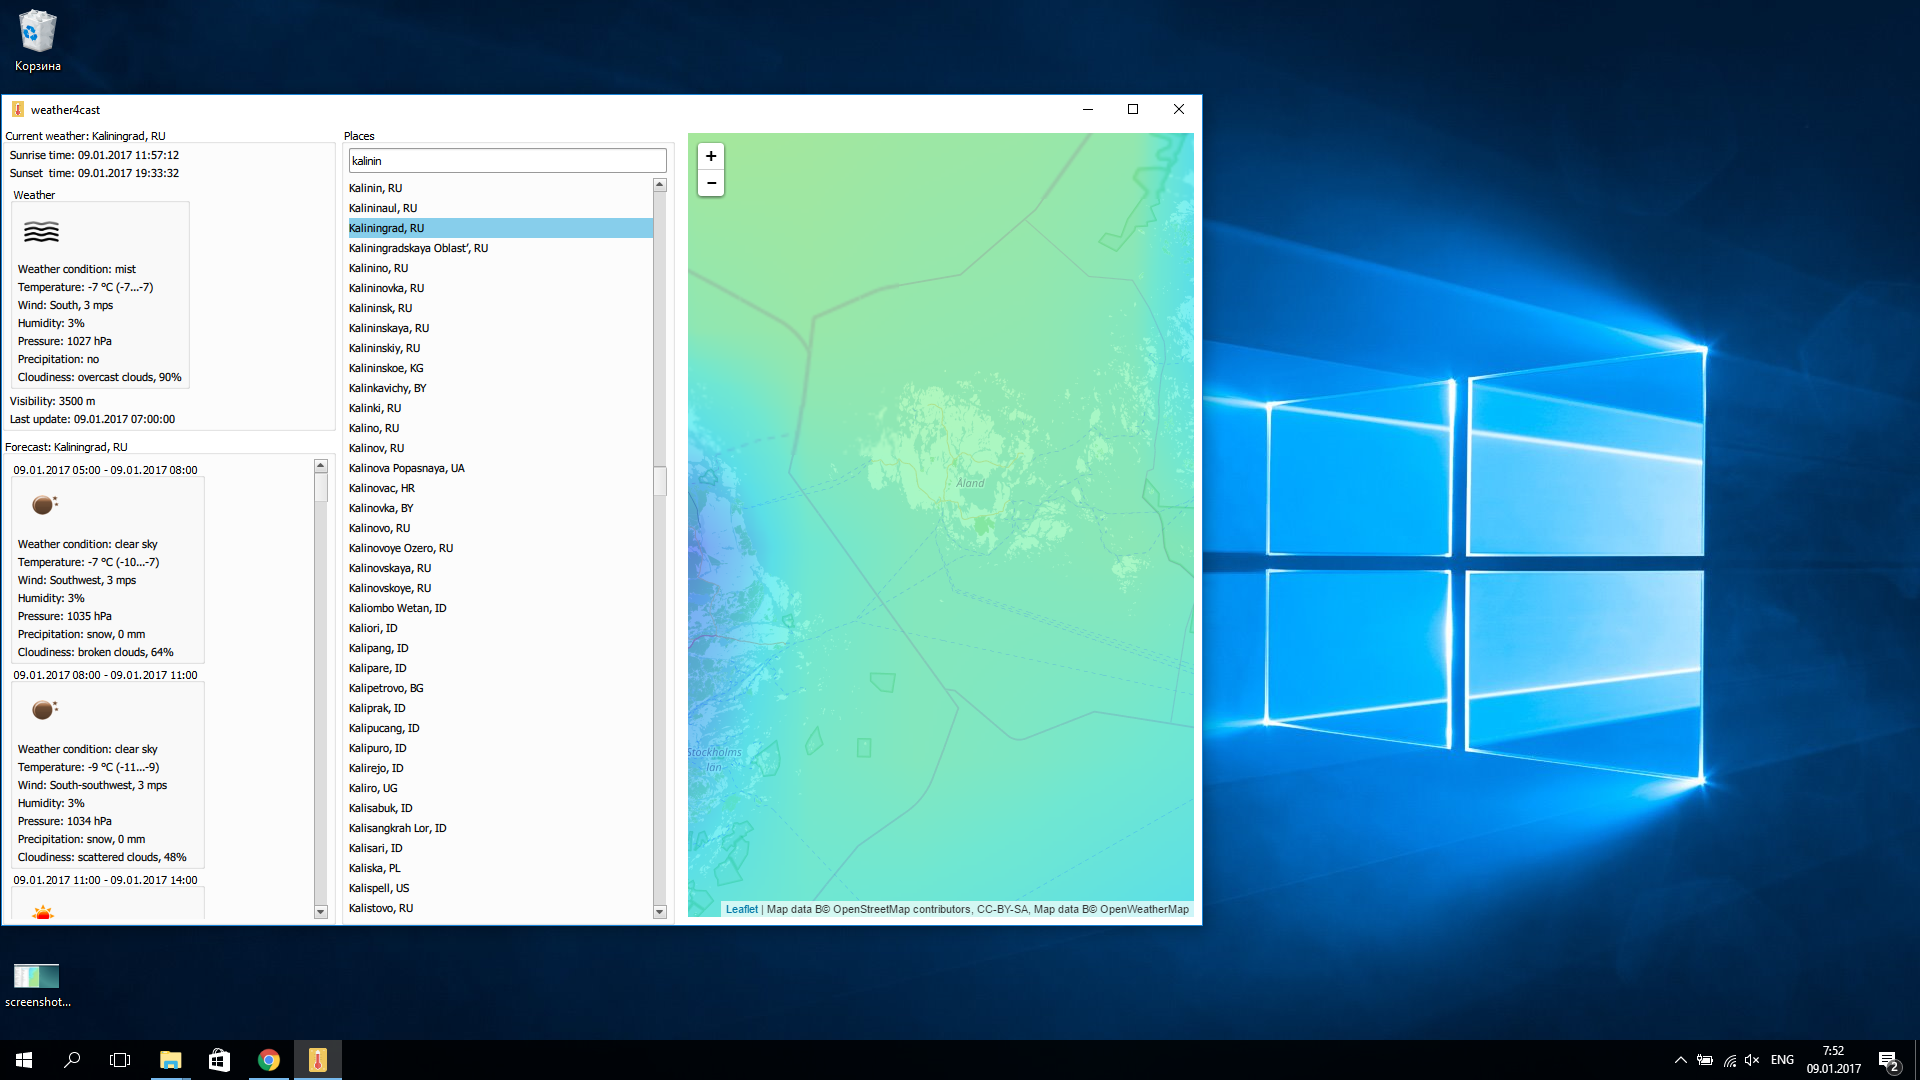 Корзина
weather4cast
Current weather: Kaliningrad, RU
Sunrise time: 09.01.2017 11:57:12
Sunset time: 09.01.2017 19:33:32
Weather
Weather condition: mist
Temperature: -7 °C (-7...-7)
Wind: South, 3 mps
Humidity: 3%
Pressure: 1027 hPa
Precipitation: no
Cloudiness: overcast clouds, 90%
Visibility: 3500 m
Last update: 09.01.2017 07:00:00
Forecast: Kaliningrad, RU
09.01.2017 05:00 - 09.01.2017 08:00
Weather condition: clear sky
Temperature: -7 °C (-10...-7)
Wind: Southwest, 3 mps
Humidity: 3%
Pressure: 1035 hPa
Precipitation: snow, 0 mm
Cloudiness: broken clouds, 64%
09.01.2017 08:00 - 09.01.2017 11:00
Weather condition: clear sky
Temperature: -9 °C (-11...-9)
Wind: South-southwest, 3 mps
Humidity: 3%
Pressure: 1034 hPa
Precipitation: snow, 0 mm
Cloudiness: scattered clouds, 48%
09.01.2017 11:00 - 09.01.2017 14:00
Places
kalinin
Kalinin, RU
Kalininaul, RU
Kaliningrad, RU
Kaliningradskaya Oblast', RU
Kalinino, RU
Kalininovka, RU
Kalininsk, RU
Kalininskaya, RU
Kalininskiy, RU
Kalininskoe, KG
Kalinkavichy, BY
Kalinki, RU
Kalino, RU
Kalinov, RU
Kalinova Popasnaya, UA
Kalinovac, HR
Kalinovka, BY
Kalinovo, RU
Kalinovoye Ozero, RU
Kalinovskaya, RU
Kalinovskoye, RU
Kaliombo Wetan, ID
Kaliori, ID
Kalipang, ID
Kalipare, ID
Kalipetrovo, BG
Kaliprak, ID
Kalipucang, ID
Kalipuro, ID
Kalirejo, ID
Kaliro, UG
Kalisabuk, ID
Kalisangkrah Lor, ID
Kalisari, ID
Kaliska, PL
Kalispell, US
Kalistovo, RU
+
−
Åland
Stockholms
län
Leaflet | Map data В© OpenStreetMap contributors, CC-BY-SA, Map data В© OpenWeatherMap
screenshot...
ENG
7:52
09.01.2017
2